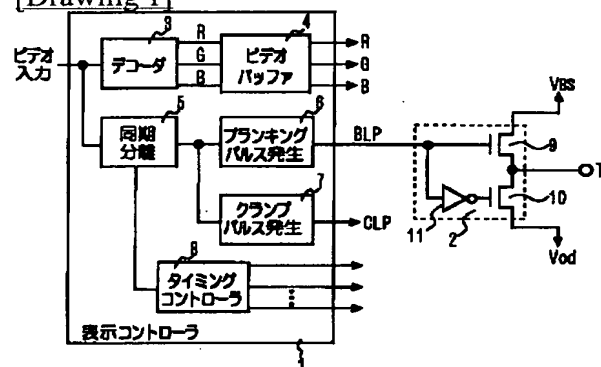 [Drawing 1]
ビデオ
入力
3
デコーダ
R
G
B
4
ビデオ
バッファ
R
G
B
5
同期
分離
6
ブランキング
パルス発生
BLP
7
クランプ
パルス発生
CLP
8
タイミング
コントローラ
表示コントローラ
1
VBS
9
T
10
11
2
Vod